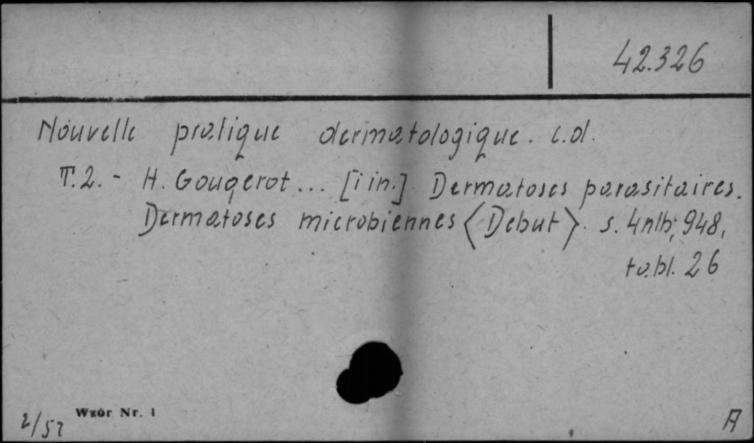 42.326
Nouvelle pratique dermatologique. c.d.
T.2. - H. Gougerot... [i in.] Dermatoses parasitaires.
Dermatoses microbiennes <Debut>. s. 4nlb, 948,
tabl. 26
2/57 Wzór Nr. 1
A